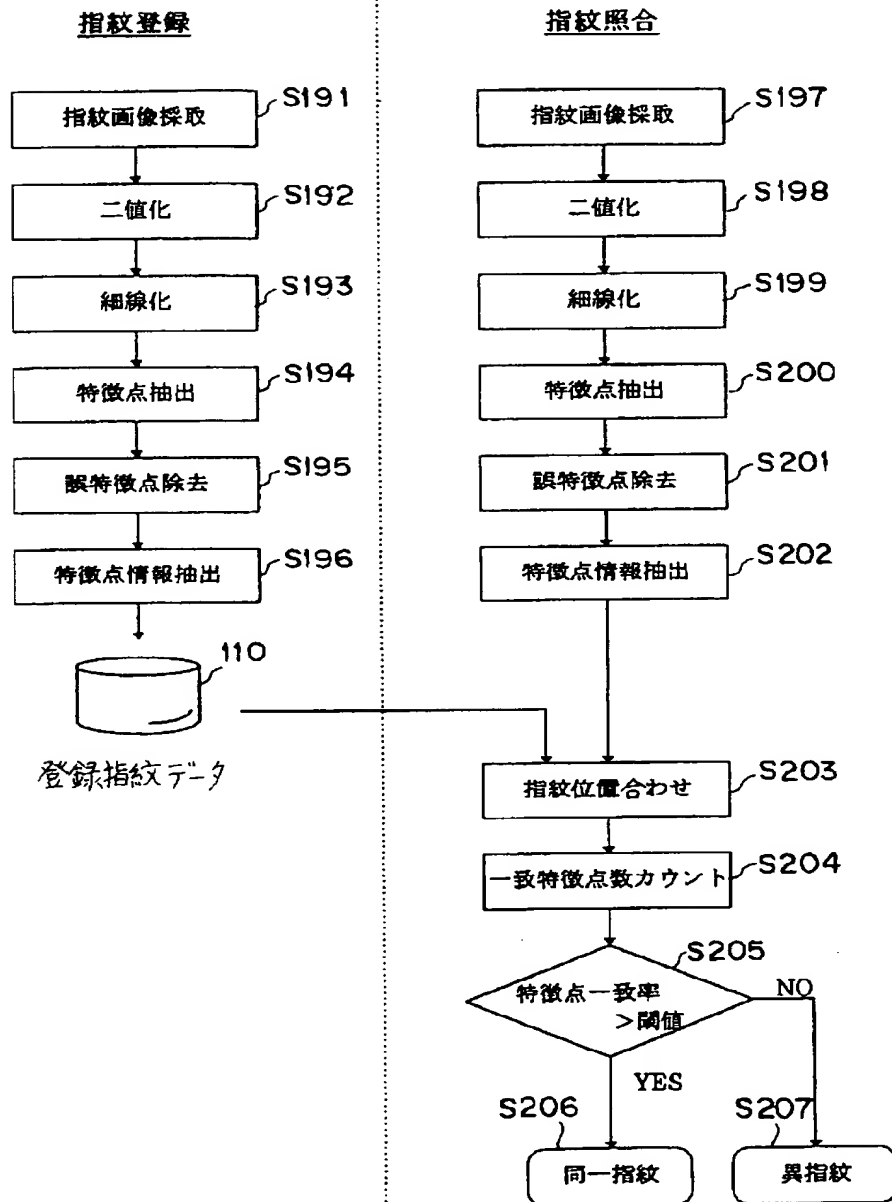 指紋登録
指紋画像採取
S191
二値化
S192
細線化
S193
特徴点抽出
S194
誤特徴点除去
S195
特徴点情報抽出
S196
110
登録指紋データ
指紋照合
指紋画像採取
S197
二値化
S198
細線化
S199
特徴点抽出
S200
誤特徴点除去
S201
特徴点情報抽出
S202
指紋位置合わせ
S203
一致特徴点数カウント
S204
S205
特徴点一致率
>閾値
NO
YES
S206
同一指紋
S207
異指紋